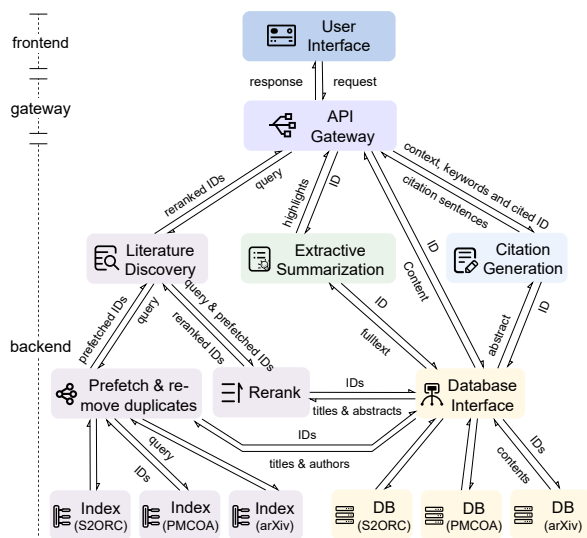 frontend
User
Interface
response
request
gateway
API
Gateway
reranked IDs
query
highlights
ID
context, keywords and cited ID
citation sentences
ID
Content
Literature
Discovery
Extractive
Summarization
Citation
Generation
prefetched IDs
query
query & prefetched IDs
reranked IDs
ID
fulltext
abstract
ID
backend
Prefetch & re-
move duplicates
Rerank
IDs
titles & abstracts
Database
Interface
IDs
titles & authors
query
IDs
IDs
contents
Index
(S2ORC)
Index
(PMCOA)
Index
(arXiv)
DB
(S2ORC)
DB
(PMCOA)
DB
(arXiv)